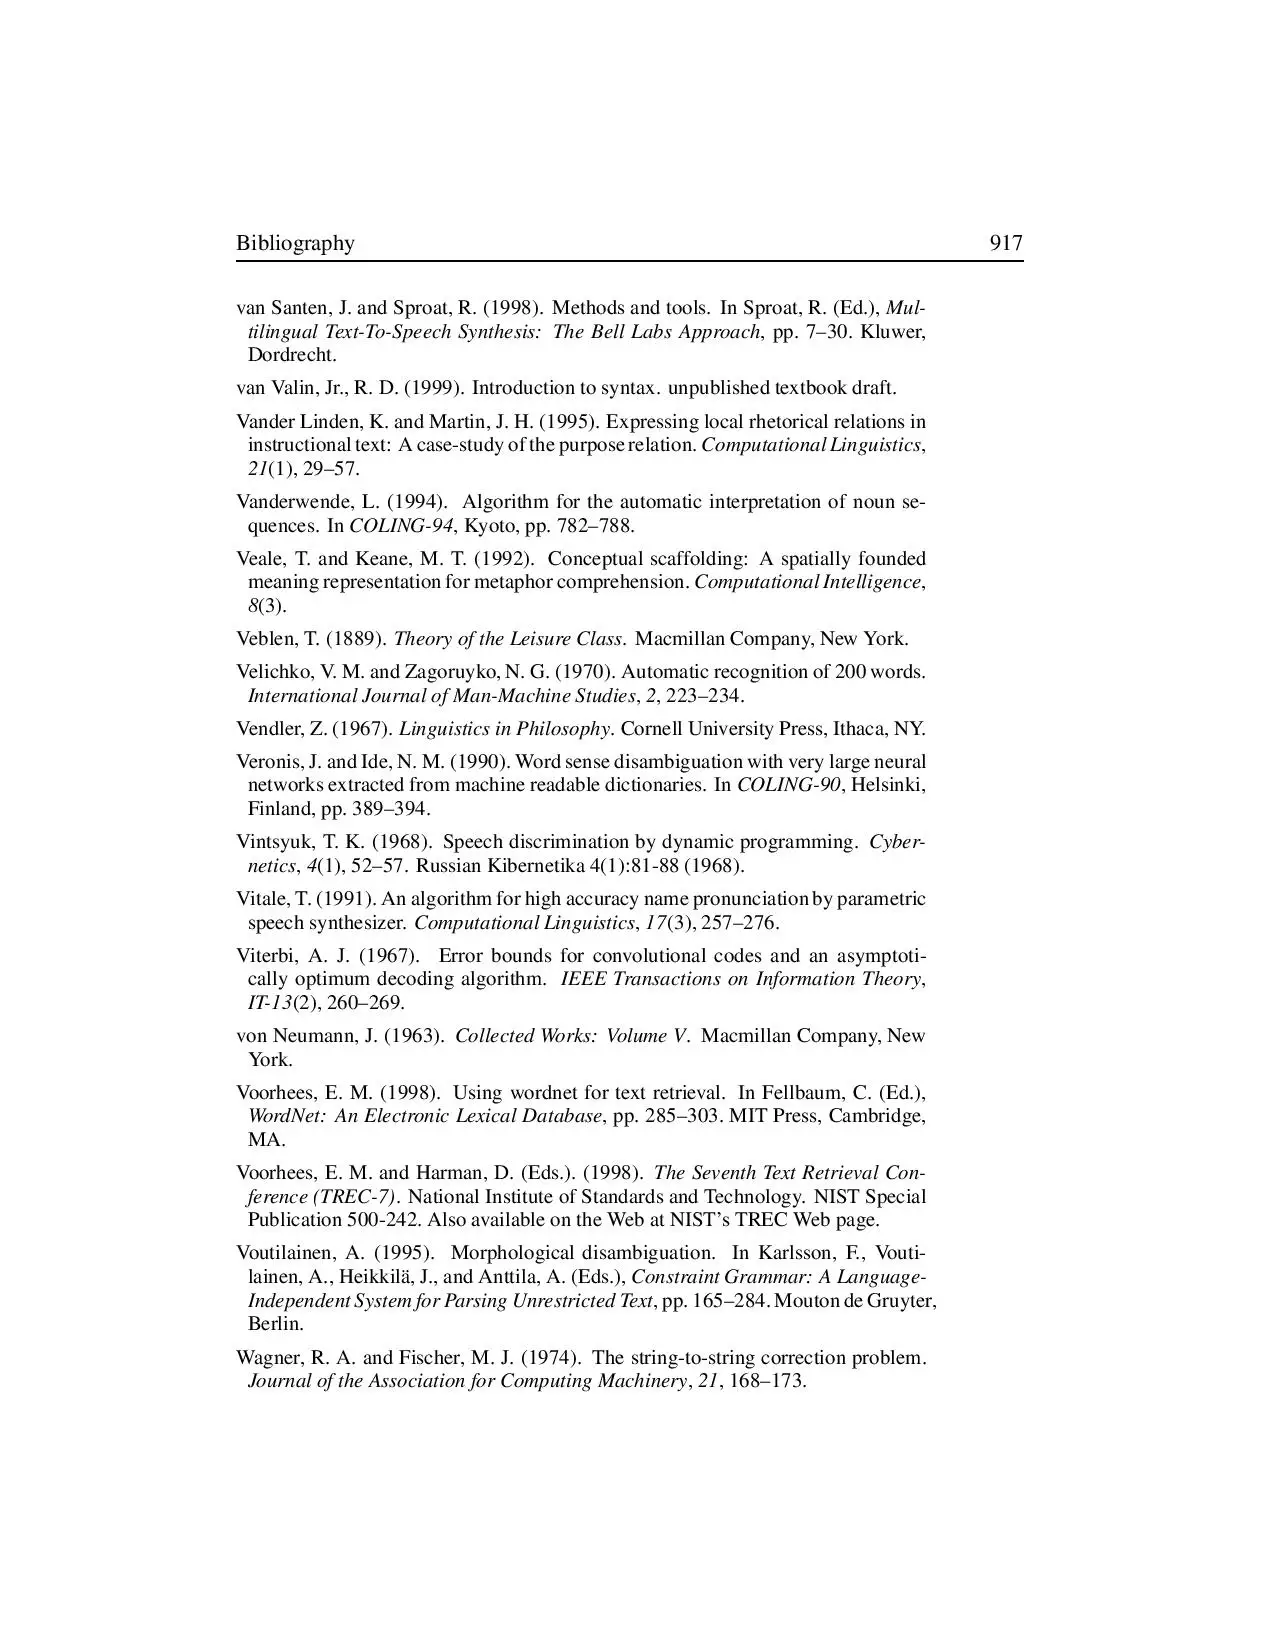 Bibliography 917
van Santen, J. and Sproat, R. (1998). Methods and tools. In Sproat, R. (Ed.), Mul-
tilingual Text-To-Speech Synthesis: The Bell Labs Approach, pp. 7–30. Kluwer,
Dordrecht.
van Valin, Jr., R. D. (1999). Introduction to syntax. unpublished textbook draft.
Vander Linden, K. and Martin, J. H. (1995). Expressing local rhetorical relations in
instructional text: A case-study of the purpose relation. Computational Linguistics,
21(1), 29–57.
Vanderwende, L. (1994). Algorithm for the automatic interpretation of noun se-
quences. In COLING-94, Kyoto, pp. 782–788.
Veale, T. and Keane, M. T. (1992). Conceptual scaffolding: A spatially founded
meaning representation for metaphor comprehension. Computational Intelligence,
8(3).
Veblen, T. (1889). Theory of the Leisure Class. Macmillan Company, New York.
Velichko, V. M. and Zagoruyko, N. G. (1970). Automatic recognition of 200 words.
International Journal of Man-Machine Studies, 2, 223–234.
Vendler, Z. (1967). Linguistics in Philosophy. Cornell University Press, Ithaca, NY.
Veronis, J. and Ide, N. M. (1990). Word sense disambiguation with very large neural
networks extracted from machine readable dictionaries. In COLING-90, Helsinki,
Finland, pp. 389–394.
Vintsyuk, T. K. (1968). Speech discrimination by dynamic programming. Cyber-
netics, 4(1), 52–57. Russian Kibernetika 4(1):81-88 (1968).
Vitale, T. (1991). An algorithm for high accuracy name pronunciation by parametric
speech synthesizer. Computational Linguistics, 17(3), 257–276.
Viterbi, A. J. (1967). Error bounds for convolutional codes and an asymptoti-
cally optimum decoding algorithm. IEEE Transactions on Information Theory,
IT-13(2), 260–269.
von Neumann, J. (1963). Collected Works: Volume V. Macmillan Company, New
York.
Voorhees, E. M. (1998). Using wordnet for text retrieval. In Fellbaum, C. (Ed.),
WordNet: An Electronic Lexical Database, pp. 285–303. MIT Press, Cambridge,
MA.
Voorhees, E. M. and Harman, D. (Eds.). (1998). The Seventh Text Retrieval Con-
ference (TREC-7). National Institute of Standards and Technology. NIST Special
Publication 500-242. Also available on the Web at NIST's TREC Web page.
Voutilainen, A. (1995). Morphological disambiguation. In Karlsson, F., Vouti-
lainen, A., Heikkilä, J., and Anttila, A. (Eds.), Constraint Grammar: A Language-
Independent System for Parsing Unrestricted Text, pp. 165–284. Mouton de Gruyter,
Berlin.
Wagner, R. A. and Fischer, M. J. (1974). The string-to-string correction problem.
Journal of the Association for Computing Machinery, 21, 168–173.